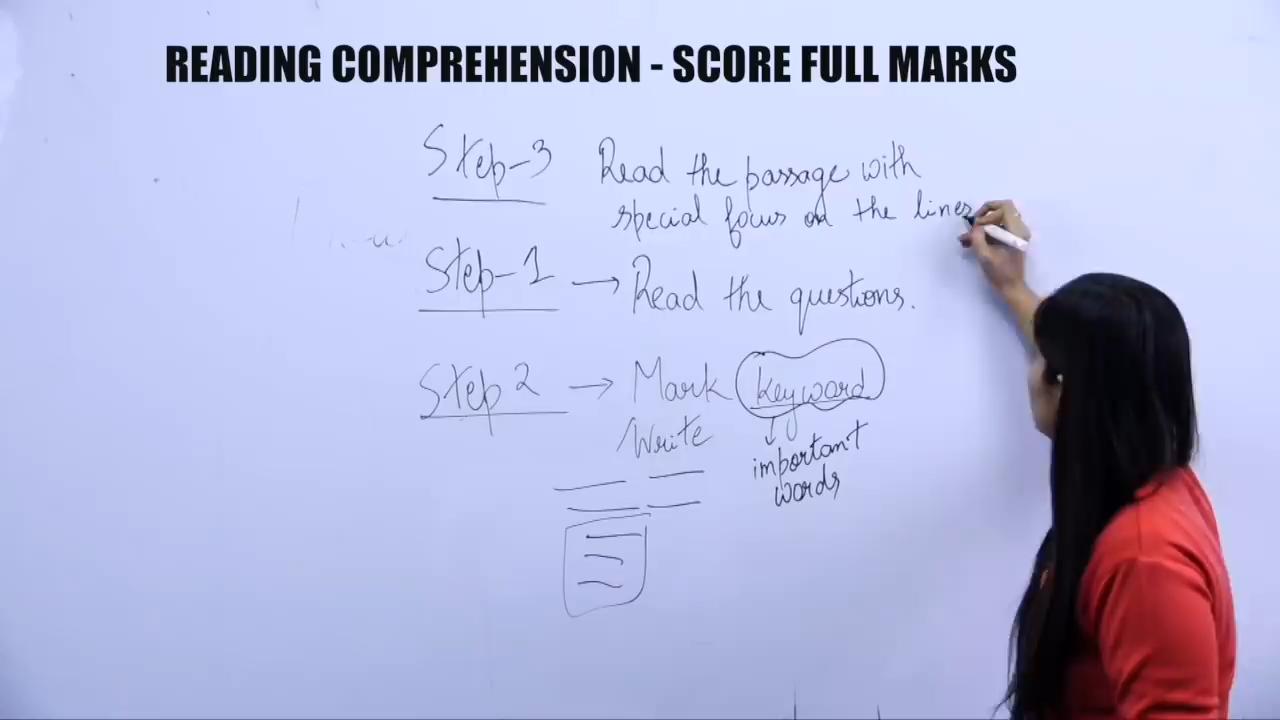 READING COMPREHENSION - SCORE FULL MARKS
Step-3 Read the passage with
special focus on the lines
Step-1 → Read the questions.
Step 2 → Mark keyword
Write
important
words